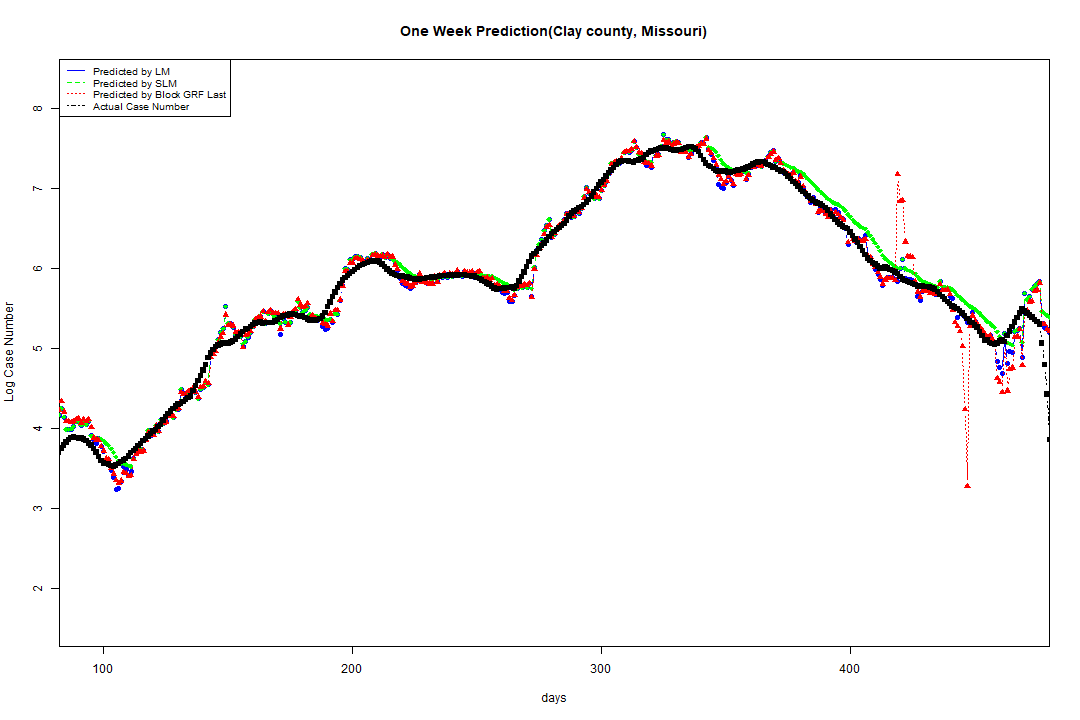 One Week Prediction(Clay county, Missouri)
Predicted by LM
Predicted by SLM
Predicted by Block GRF Last
Actual Case Number
8
7
6
5
4
3
2
Log Case Number
100 200 300 400
days